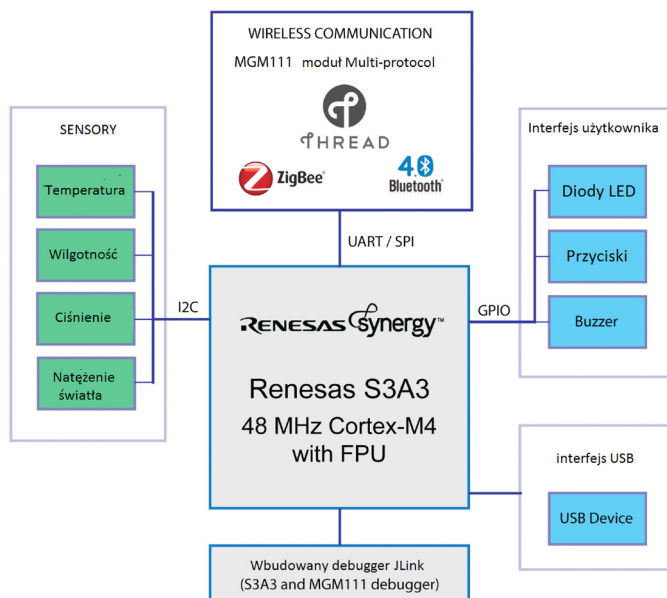 WIRELESS COMMUNICATION
MGM111 moduł Multi-protocol
THREAD
ZigBee®
4.0
Bluetooth®
SENSORY
Temperatura
Wilgotność
Ciśnienie
Natężenie
światła
I2C
UART / SPI
GPIO
Interfejs użytkownika
Diody LED
Przyciski
Buzzer
RENESAS Synergy™
Renesas S3A3
48 MHz Cortex-M4
with FPU
interfejs USB
USB Device
Wbudowany debugger JLink
(S3A3 and MGM111 debugger)